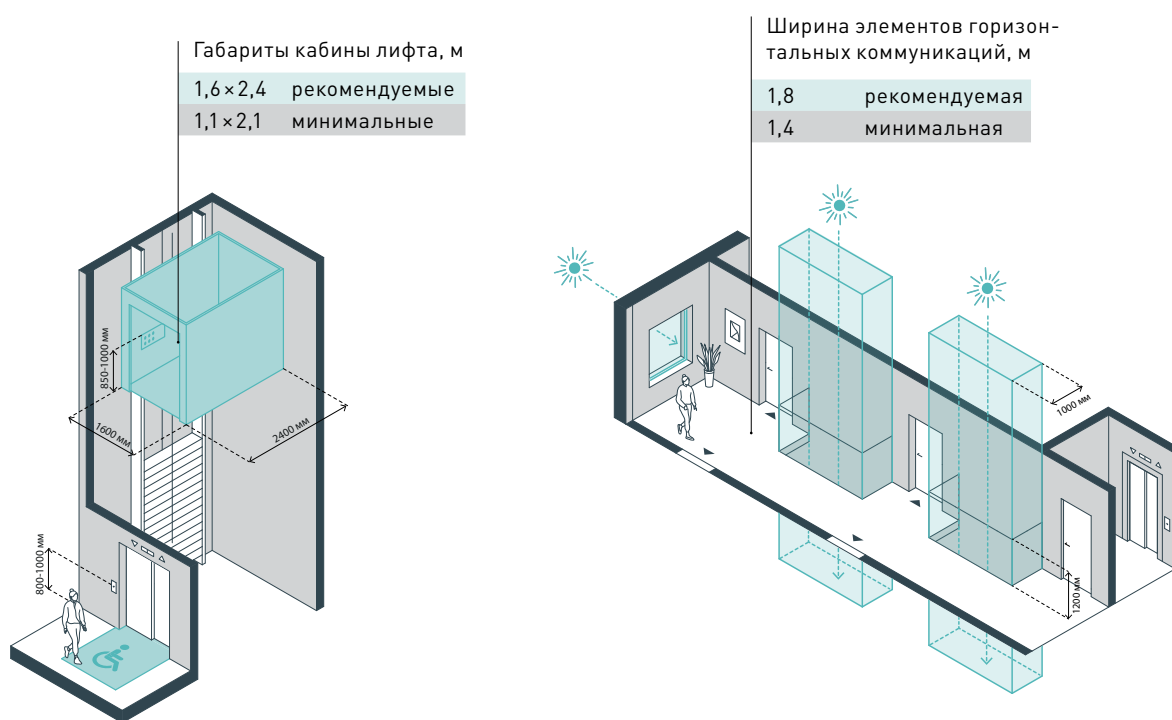 Габариты кабины лифта, м
1,6 × 2,4 рекомендуемые
1,1 × 2,1 минимальные
850-1000 мм
1600 мм
2400 мм
800-1000 мм
Ширина элементов горизон-
тальных коммуникаций, м
1,8 рекомендуемая
1,4 минимальная
1000 мм
1200 мм